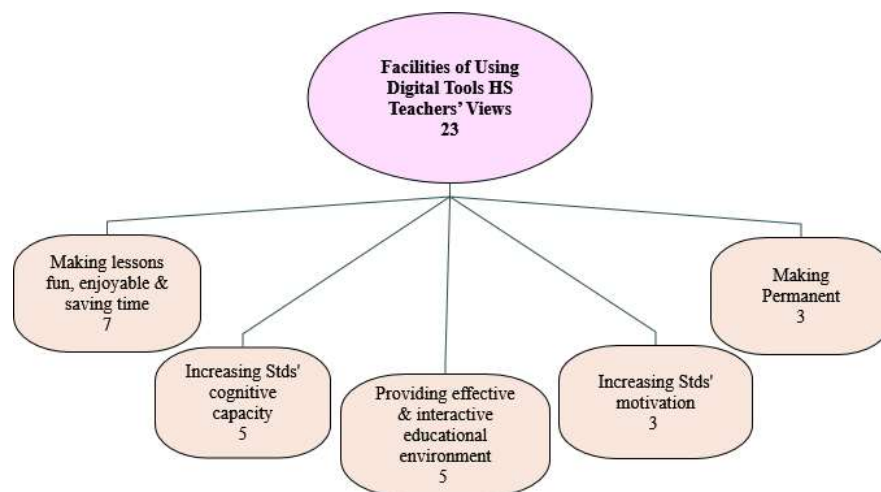 Facilities of Using
Digital Tools HS
Teachers' Views
23
Making lessons
fun, enjoyable &
saving time
7
Increasing Stds'
cognitive
capacity
5
Providing effective
& interactive
educational
environment
5
Increasing Stds'
motivation
3
Making
Permanent
3